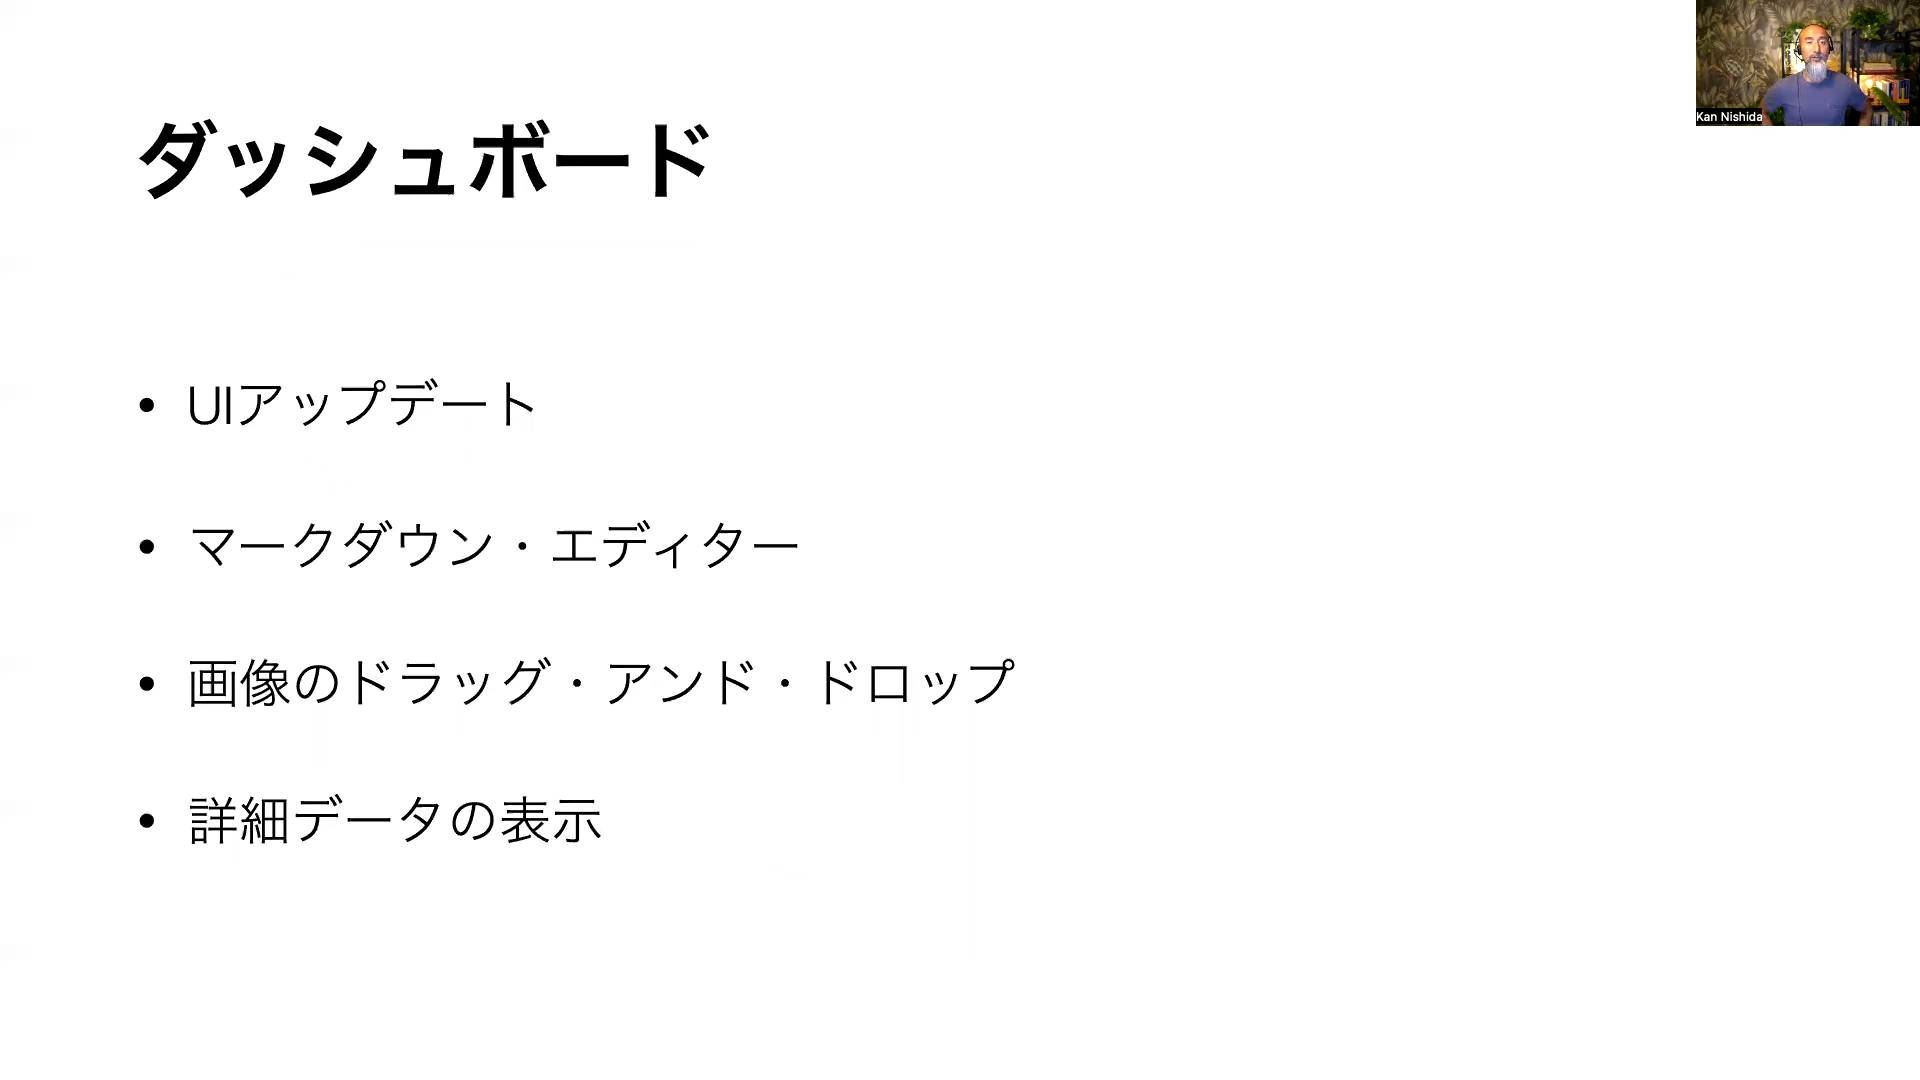 ダッシュボード
• UIアップデート
• マークダウン・エディター
• 画像のドラッグ・アンド・ドロップ
• 詳細データの表示
Kan Nishida